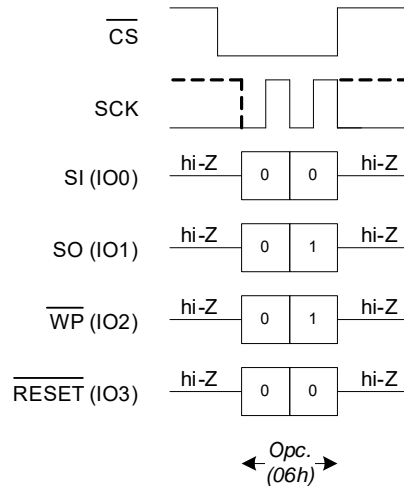 CS
SCK
SI (IO0) hi-Z 0 0 hi-Z
SO (IO1) hi-Z 0 1 hi-Z
WP (IO2) hi-Z 0 1 hi-Z
RESET (IO3) hi-Z 0 0 hi-Z
Opc.
(06h)